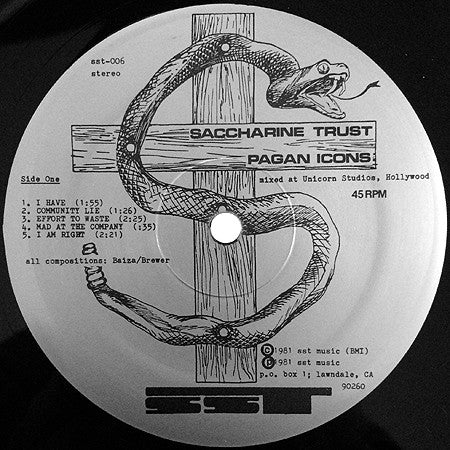 sst-006
stereo
SACCHARINE TRUST
PAGAN ICONS
Side One
mixed at Unicorn Studios, Hollywood
45 RPM
1. I HAVE (1:55)
2. COMMUNITY LIE (1:26)
3. EFFORT TO WASTE (2:25)
4. MAD AT THE COMPANY (:35)
5. I AM RIGHT (2:21)
all compositions: Baiza/Brewer
Ⓒ1981 sst music (BMI)
Ⓟ1981 sst music
p.o. box 1; lawndale, CA
90260
SST